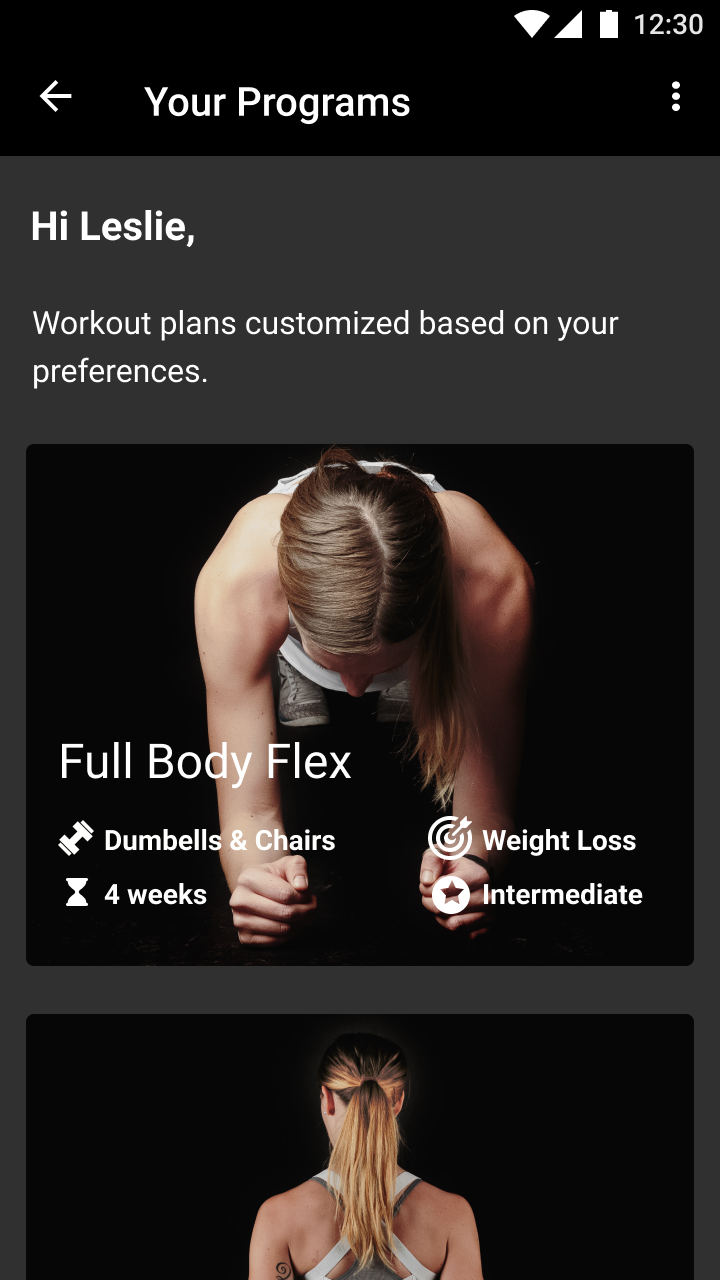 12:30
Your Programs
Hi Leslie,
Workout plans customized based on your
preferences.
Full Body Flex
Dumbells & Chairs
Weight Loss
4 weeks
Intermediate